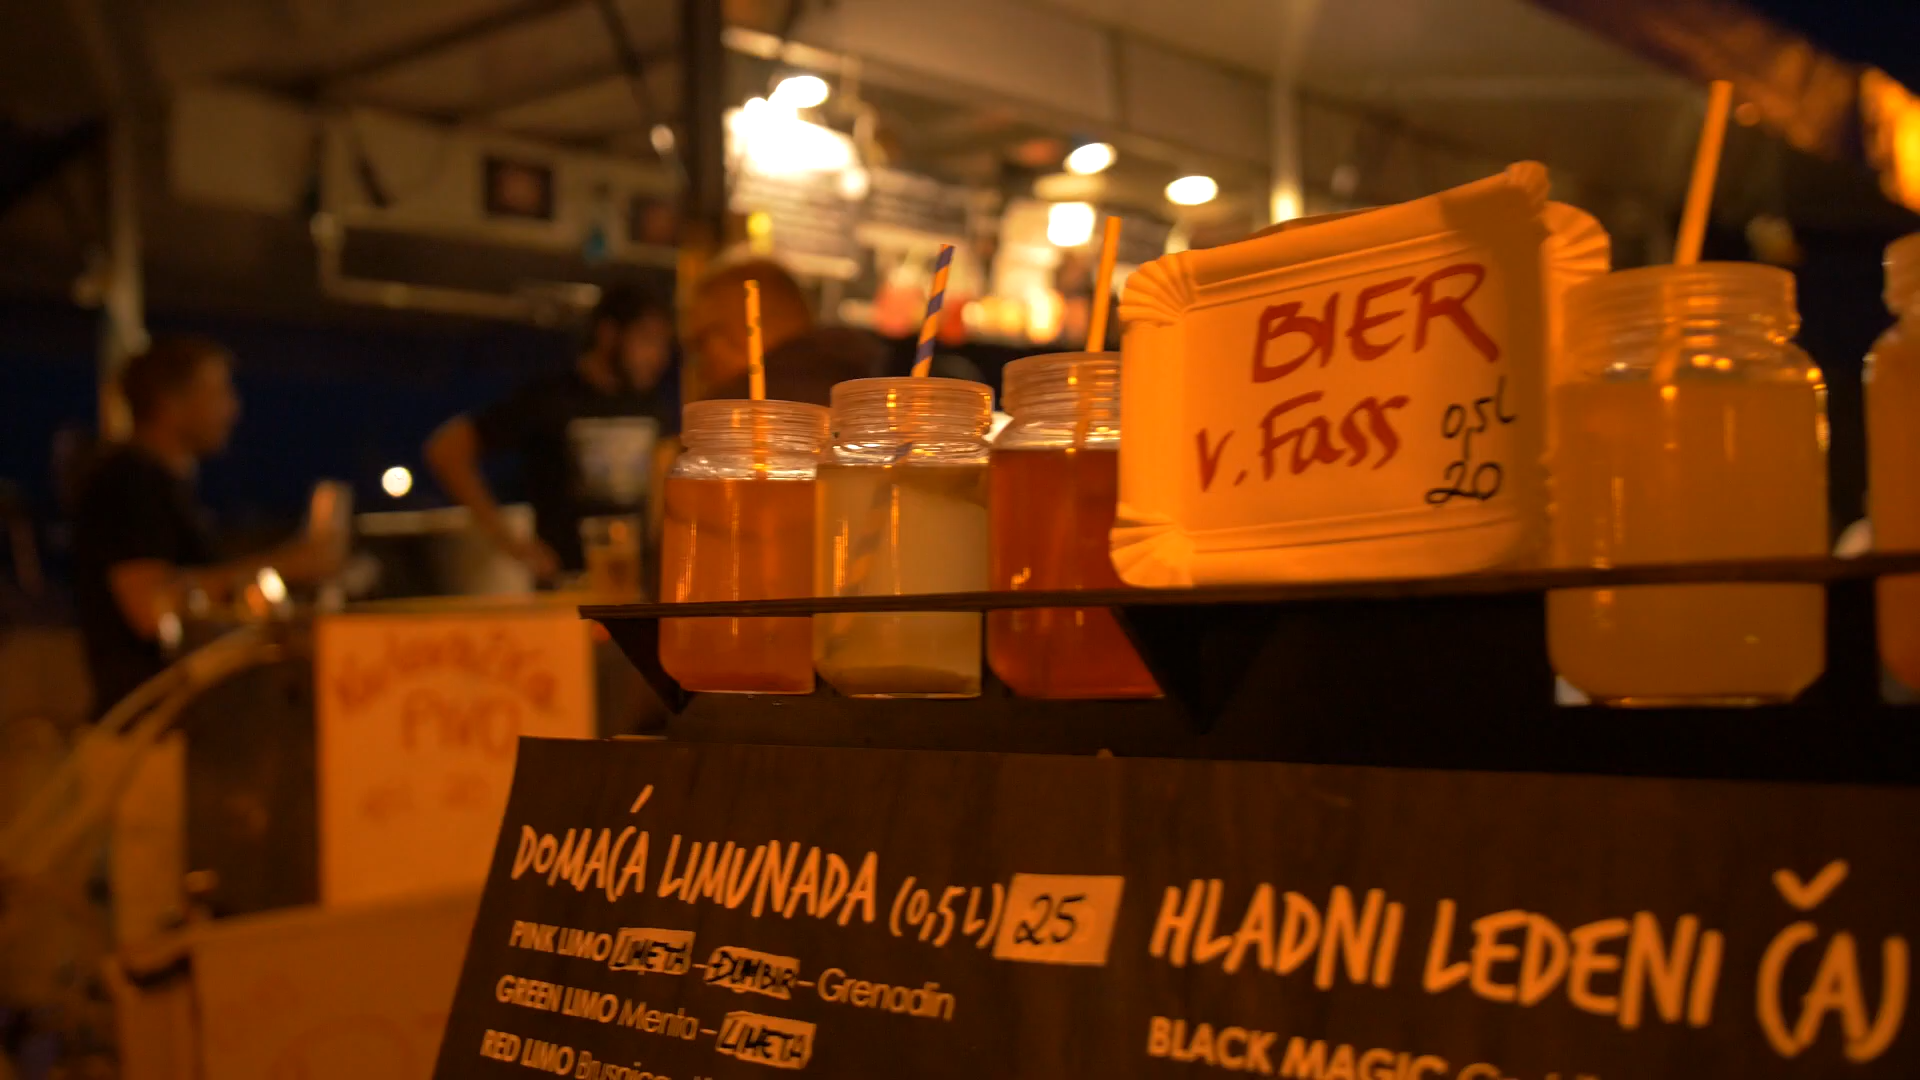 BIER
v. Fass
0,5L
20
PIVO
DOMAĆA LIMUNADA (0,5L) 25
PINK LIMO LIMETA – ĐUMBIR – Grenadin
GREEN LIMO Menta – LIMETA
RED LIMO
HLADNI LEDENI ČAJ
BLACK MAGIC